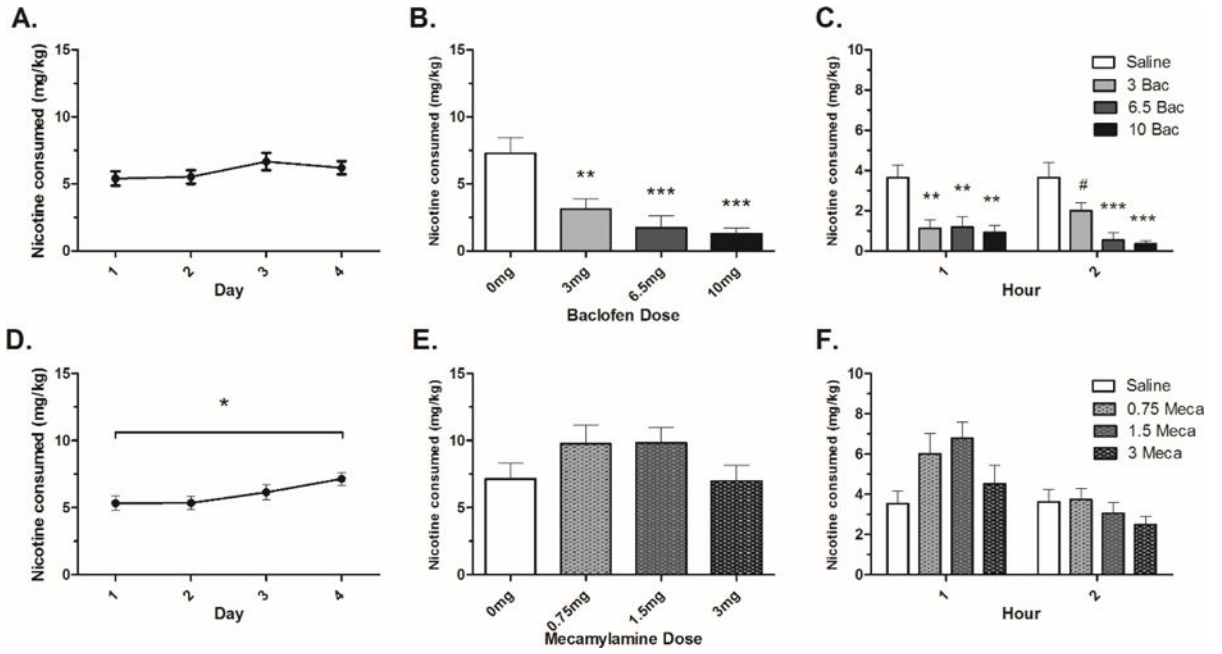 A.
Nicotine consumed (mg/kg)
15
10
5
0
1
2
3
4
Day
B.
Nicotine consumed (mg/kg)
15
10
5
0
**
***
***
0mg
3mg
6.5mg
10mg
Baclofen Dose
C.
Nicotine consumed (mg/kg)
10
8
6
4
2
0
Saline
3 Bac
6.5 Bac
10 Bac
**
**
**
#
***
***
1
2
Hour
D.
Nicotine consumed (mg/kg)
15
10
5
0
*
1
2
3
4
Day
E.
Nicotine consumed (mg/kg)
15
10
5
0
0mg
0.75mg
1.5mg
3mg
Mecamylamine Dose
F.
Nicotine consumed (mg/kg)
10
8
6
4
2
0
Saline
0.75 Meca
1.5 Meca
3 Meca
1
2
Hour